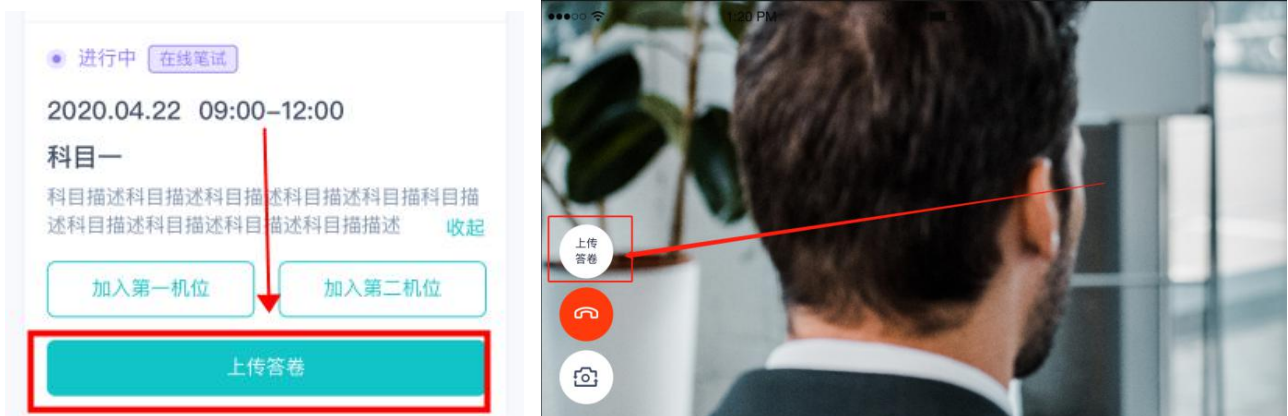 进行中 在线笔试
2020.04.22 09:00-12:00
科目一
科目描述科目描述科目描述科目描述科目描科目描
述科目描述科目描述科目描述科目描描述 收起
加入第一机位 加入第二机位
上传答卷
1:20 PM
上传
答卷